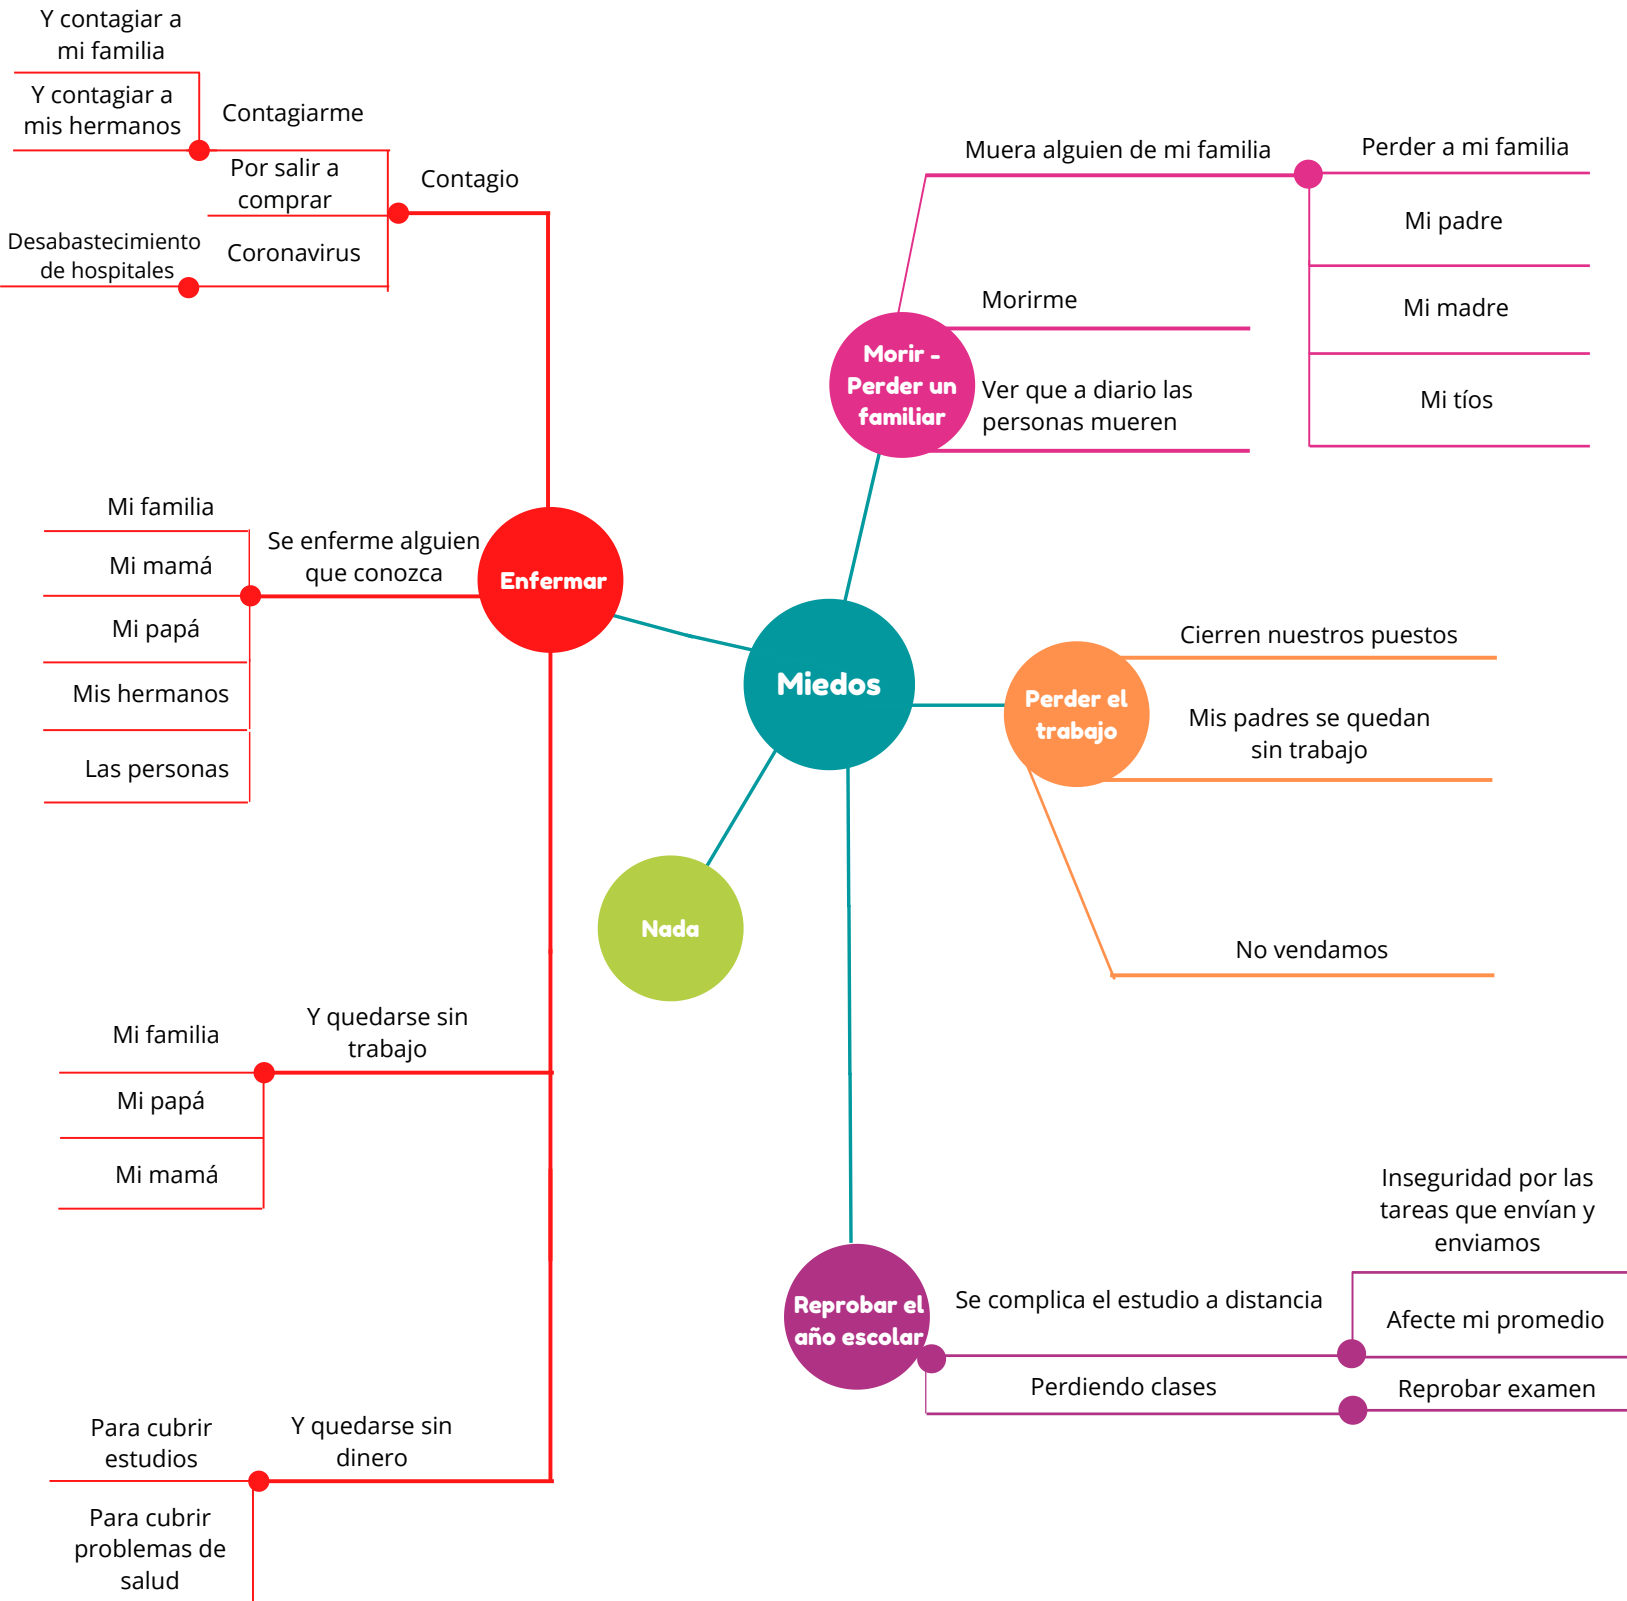 Y contagiar a
mi familia
Y contagiar a
mis hermanos
Contagiarme
Por salir a
comprar
Contagio
Desabastecimiento
de hospitales
Coronavirus
Mi familia
Mi mamá
Mi papá
Mis hermanos
Las personas
Se enferme alguien
que conozca
Enfermar
Mi familia
Mi papá
Mi mamá
Y quedarse sin
trabajo
Para cubrir
estudios
Para cubrir
problemas de
salud
Y quedarse sin
dinero
Miedos
Nada
Morir -
Perder un
familiar
Muera alguien de mi familia
Perder a mi familia
Mi padre
Mi madre
Mi tíos
Morirme
Ver que a diario las
personas mueren
Perder el
trabajo
Cierren nuestros puestos
Mis padres se quedan
sin trabajo
No vendamos
Reprobar el
año escolar
Se complica el estudio a distancia
Inseguridad por las
tareas que envían y
enviamos
Afecte mi promedio
Perdiendo clases
Reprobar examen